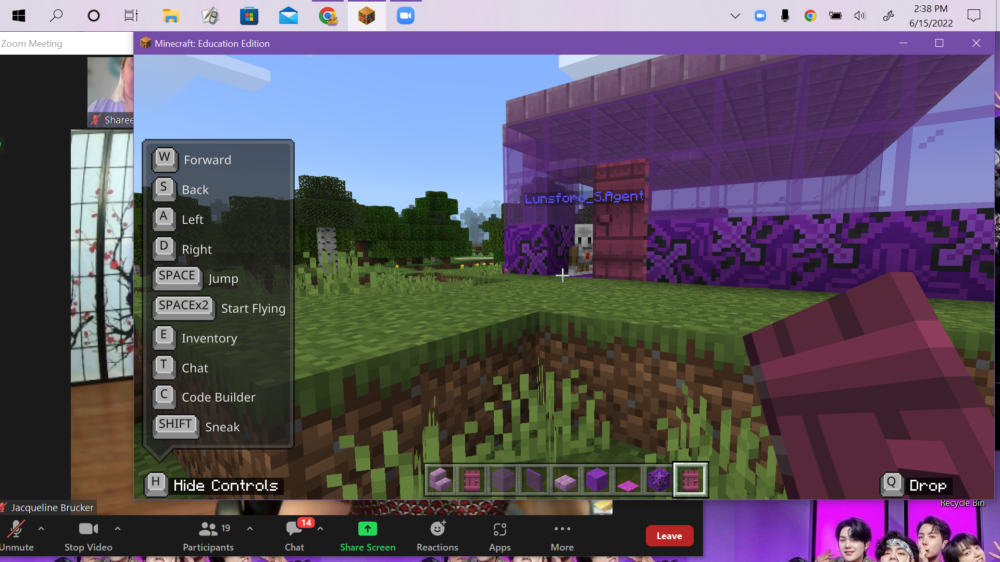 2:38 PM
6/15/2022
Zoom Meeting
Minecraft: Education Edition
Sharee
W Forward
S Back
A Left
D Right
SPACE Jump
SPACEx2 Start Flying
E Inventory
T Chat
C Code Builder
SHIFT Sneak
H Hide Controls
Lunsford_S.Agent
Q Drop
Recycle Bin
Jacqueline Brucker
14
19
Unmute
Stop Video
Participants
Chat
Share Screen
Reactions
Apps
More
Leave